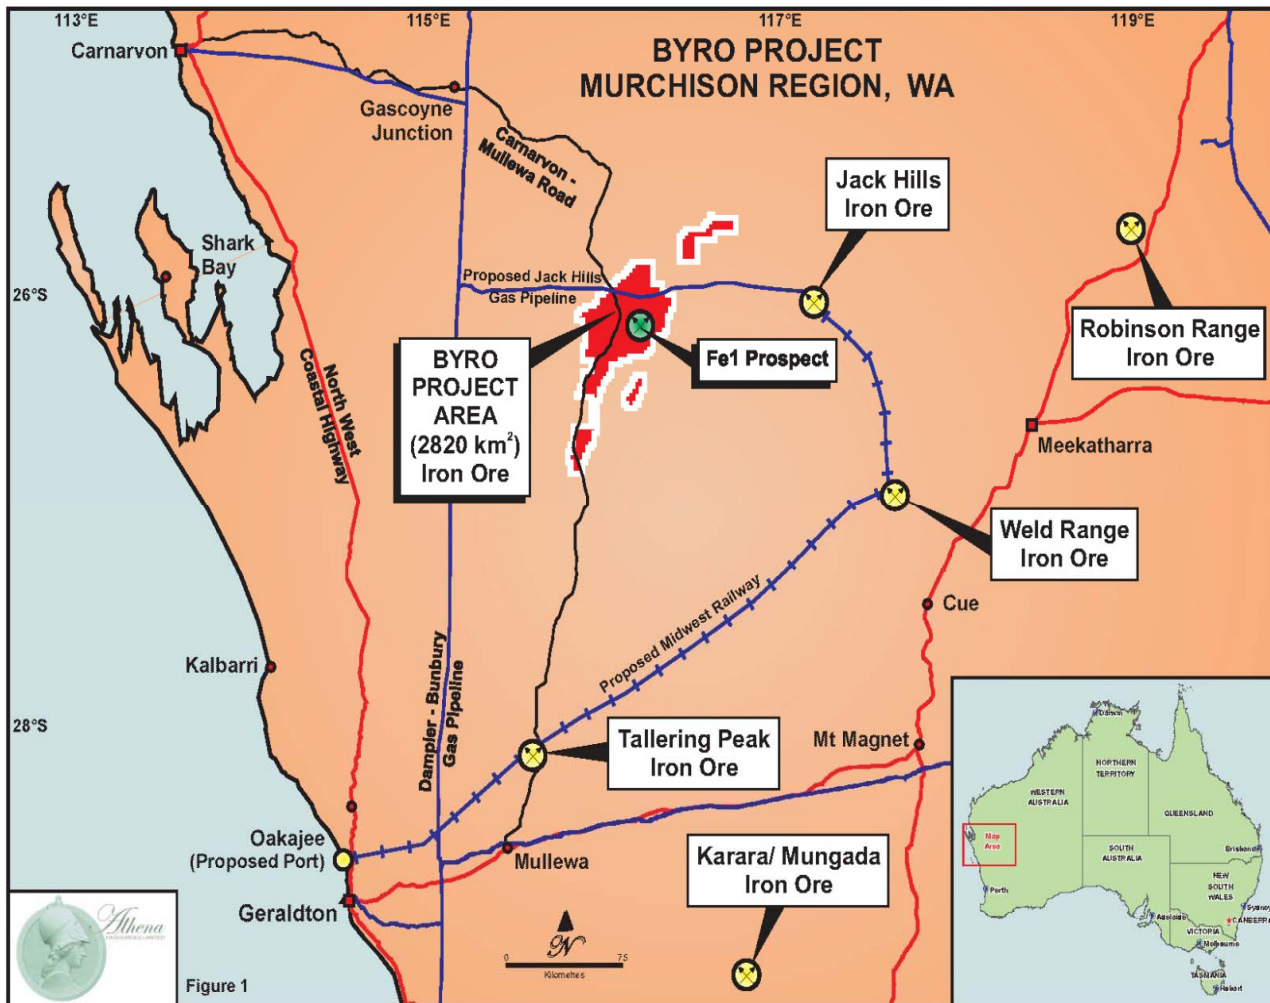 113°E
115°E
117°E
119°E
BYRO PROJECT
MURCHISON REGION, WA
Carnarvon
Gascoyne
Junction
Carnarvon -
Mullewa Road
Jack Hills
Iron Ore
Shark
Bay
26°S
Proposed Jack Hills
Gas Pipeline
Robinson Range
Iron Ore
BYRO
PROJECT
AREA
(2820 km²)
Iron Ore
Fe1 Prospect
North West
Coastal Highway
Meekatharra
Weld Range
Iron Ore
Cue
Proposed Midwest Railway
Kalbarri
Dampier - Bunbury
Gas Pipeline
28°S
Tallering Peak
Iron Ore
Mt Magnet
Oakajee
(Proposed Port)
Mullewa
Karara/ Mungada
Iron Ore
Geraldton
N
0
75
Kilometres
Athena
RESOURCES LIMITED
Figure 1
Darwin
NORTHERN
TERRITORY
WESTERN
AUSTRALIA
QUEENSLAND
Map
Area
SOUTH
AUSTRALIA
Brisbane
NEW
SOUTH
WALES
Perth
Sydney
Adelaide
CANBERRA
VICTORIA
Melbourne
TASMANIA
Hobart